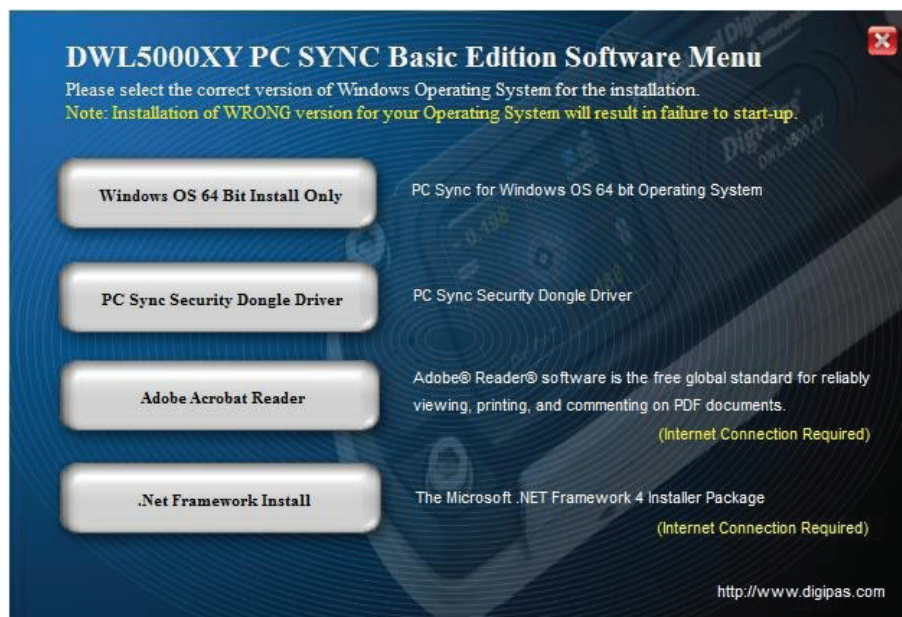 DWL5000XY PC SYNC Basic Edition Software Menu
Please select the correct version of Windows Operating System for the installation.
Note: Installation of WRONG version for your Operating System will result in failure to start-up.
Windows OS 64 Bit Install Only
PC Sync for Windows OS 64 bit Operating System
PC Sync Security Dongle Driver
PC Sync Security Dongle Driver
Adobe Acrobat Reader
Adobe® Reader® software is the free global standard for reliably
viewing, printing, and commenting on PDF documents.
(Internet Connection Required)
.Net Framework Install
The Microsoft .NET Framework 4 Installer Package
(Internet Connection Required)
http://www.digipas.com